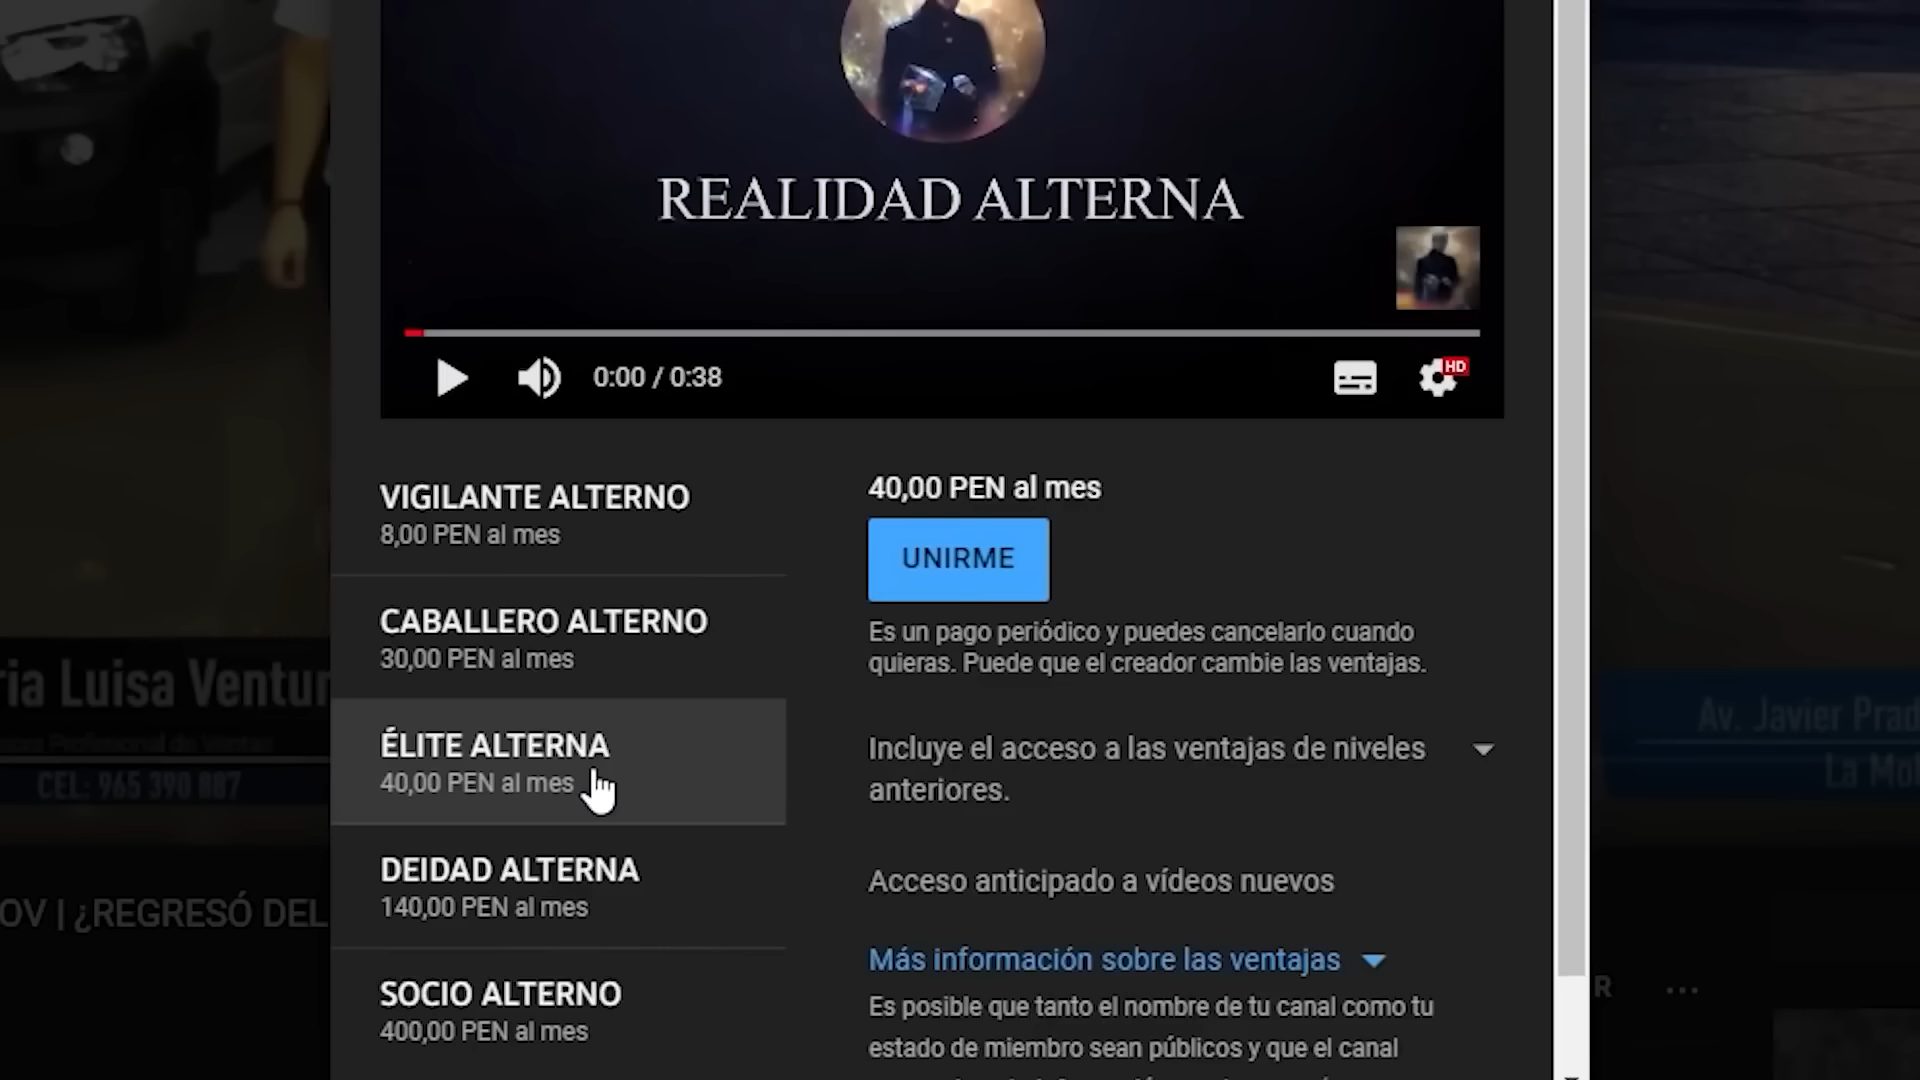 REALIDAD ALTERNA
0:00 / 0:38
HD
VIGILANTE ALTERNO
8,00 PEN al mes
CABALLERO ALTERNO
30,00 PEN al mes
ÉLITE ALTERNA
40,00 PEN al mes
DEIDAD ALTERNA
140,00 PEN al mes
SOCIO ALTERNO
400,00 PEN al mes
40,00 PEN al mes
UNIRME
Es un pago periódico y puedes cancelarlo cuando
quieras. Puede que el creador cambie las ventajas.
Incluye el acceso a las ventajas de niveles
anteriores.
Acceso anticipado a vídeos nuevos
Más información sobre las ventajas
Es posible que tanto el nombre de tu canal como tu
estado de miembro sean públicos y que el canal
ria Luisa Ventur
CEL: 965 390 887
OV | ¿REGRESÓ DEL
Av. Javier Prad
La Mol
R